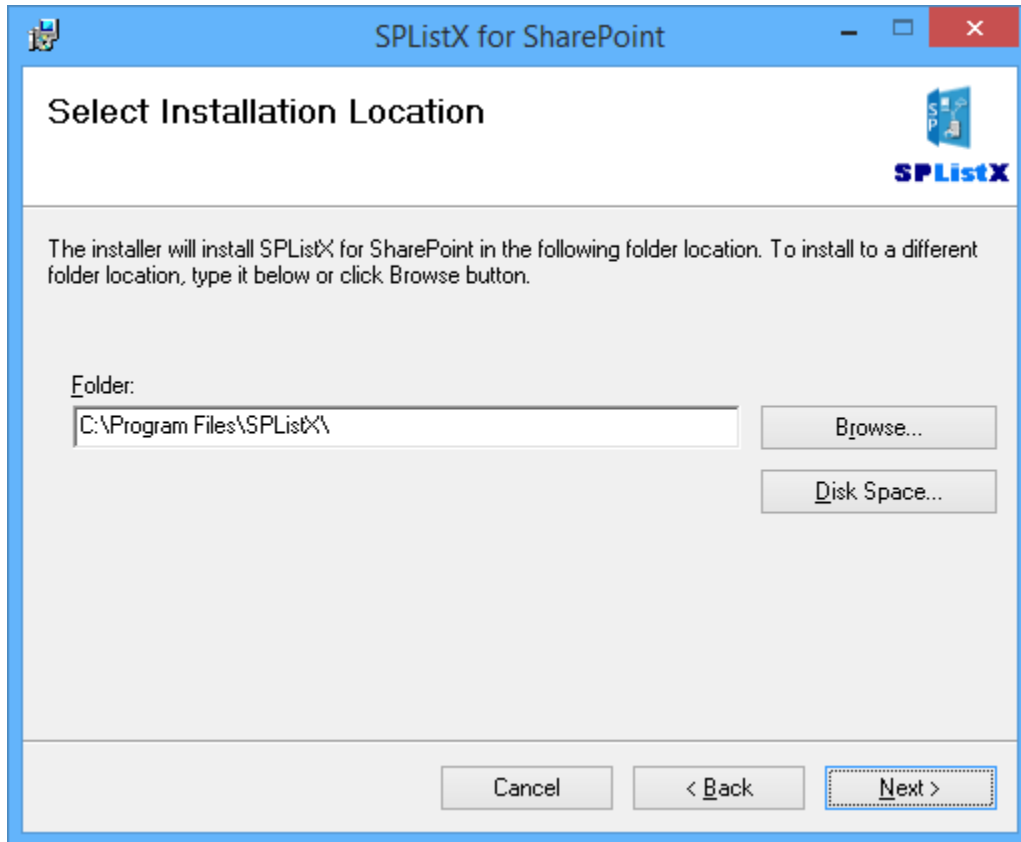 SPListX for SharePoint
Select Installation Location
SP
SPListX
The installer will install SPListX for SharePoint in the following folder location. To install to a different
folder location, type it below or click Browse button.
Folder:
C:\Program Files\SPListX\
Browse...
Disk Space...
Cancel
< Back
Next >